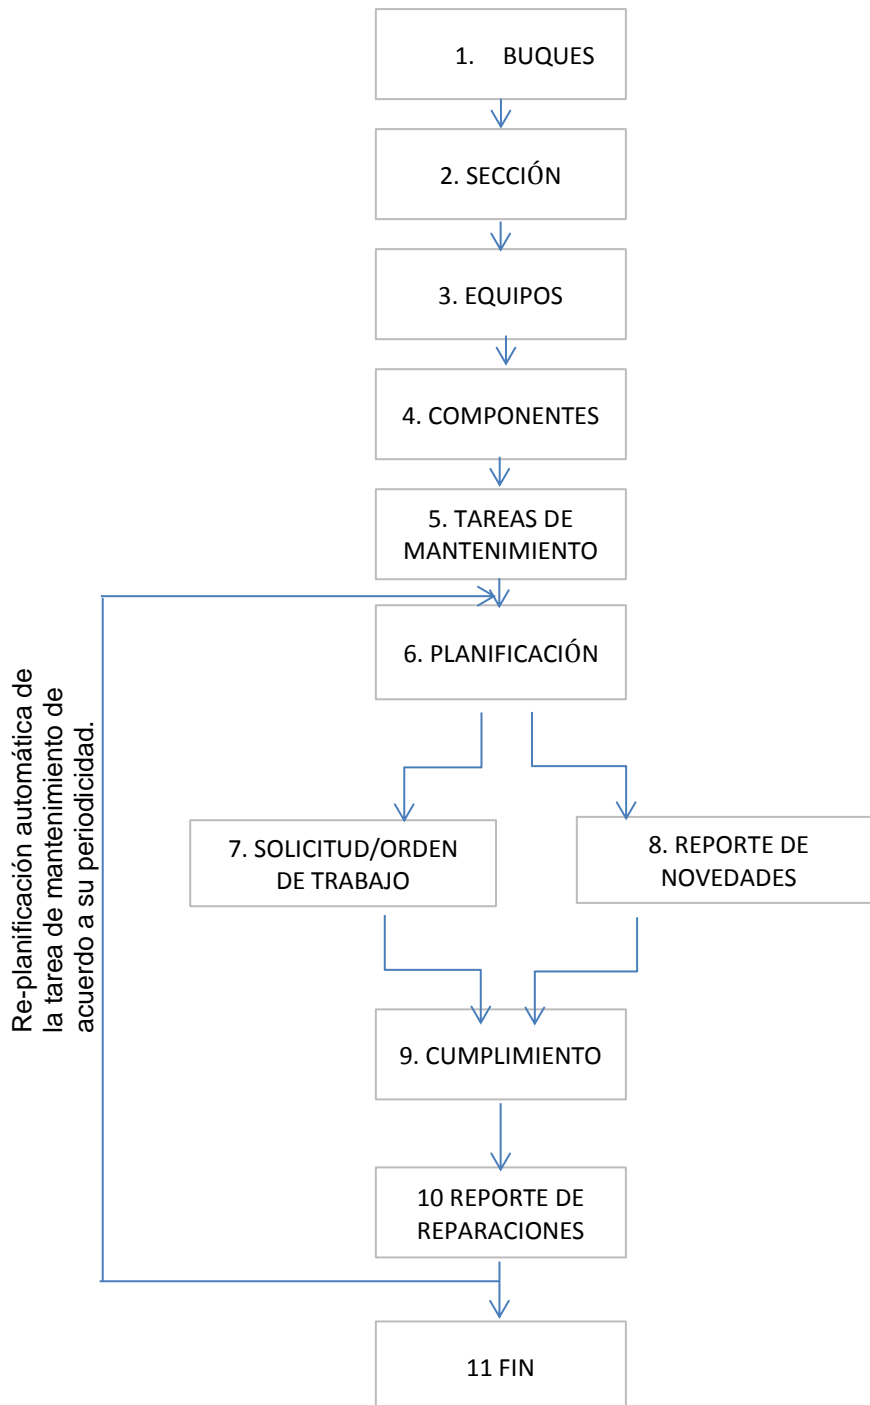 1. BUQUES
2. SECCIÓN
3. EQUIPOS
4. COMPONENTES
5. TAREAS DE
MANTENIMIENTO
6. PLANIFICACIÓN
Re-planificación automática de
la tarea de mantenimiento de
acuerdo a su periodicidad.
7. SOLICITUD/ORDEN
DE TRABAJO
8. REPORTE DE
NOVEDADES
9. CUMPLIMIENTO
10 REPORTE DE
REPARACIONES
11 FIN